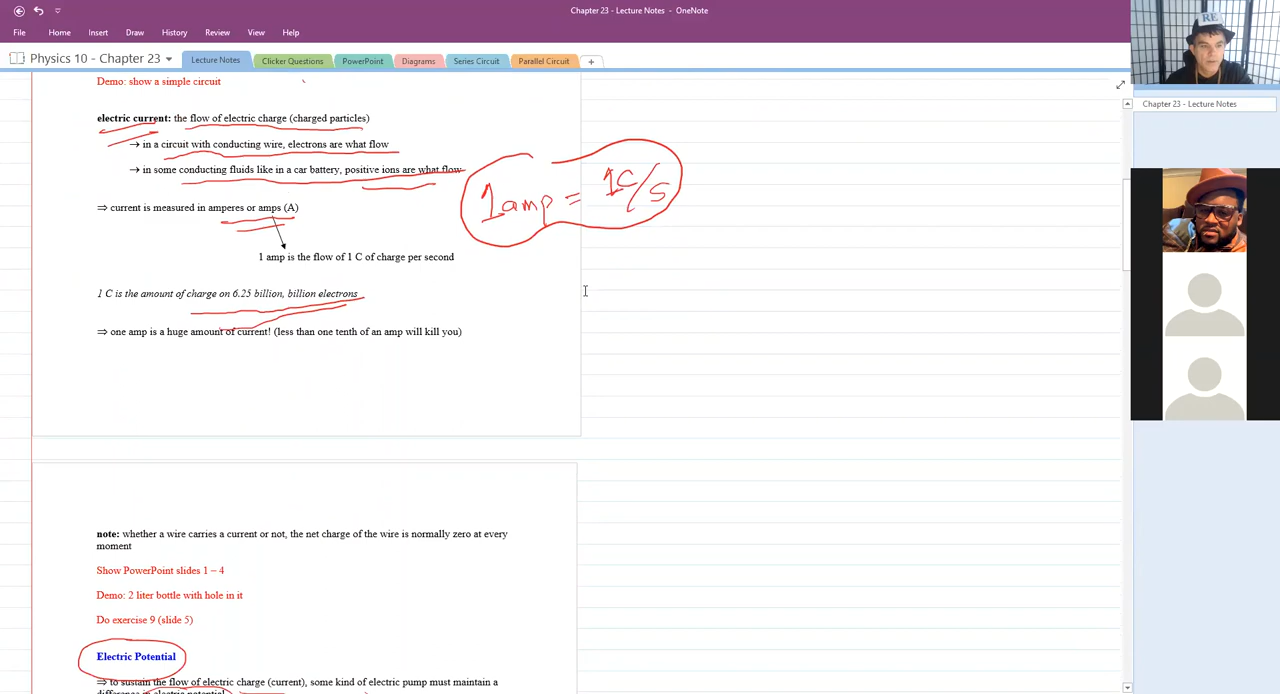 Chapter 23 - Lecture Notes - OneNote
File Home Insert Draw History Review View Help
Physics 10 - Chapter 23
Lecture Notes Clicker Questions PowerPoint Diagrams Series Circuit Parallel Circuit
Chapter 23 - Lecture Notes
RE
Demo: show a simple circuit
electric current: the flow of electric charge (charged particles)
→ in a circuit with conducting wire, electrons are what flow
→ in some conducting fluids like in a car battery, positive ions are what flow
1 amp = 1C/s
⇒ current is measured in amperes or amps (A)
1 amp is the flow of 1 C of charge per second
1 C is the amount of charge on 6.25 billion, billion electrons
⇒ one amp is a huge amount of current! (less than one tenth of an amp will kill you)
note: whether a wire carries a current or not, the net charge of the wire is normally zero at every
moment
Show PowerPoint slides 1 – 4
Demo: 2 liter bottle with hole in it
Do exercise 9 (slide 5)
Electric Potential
⇒ to sustain the flow of electric charge (current), some kind of electric pump must maintain a
difference in electric potential